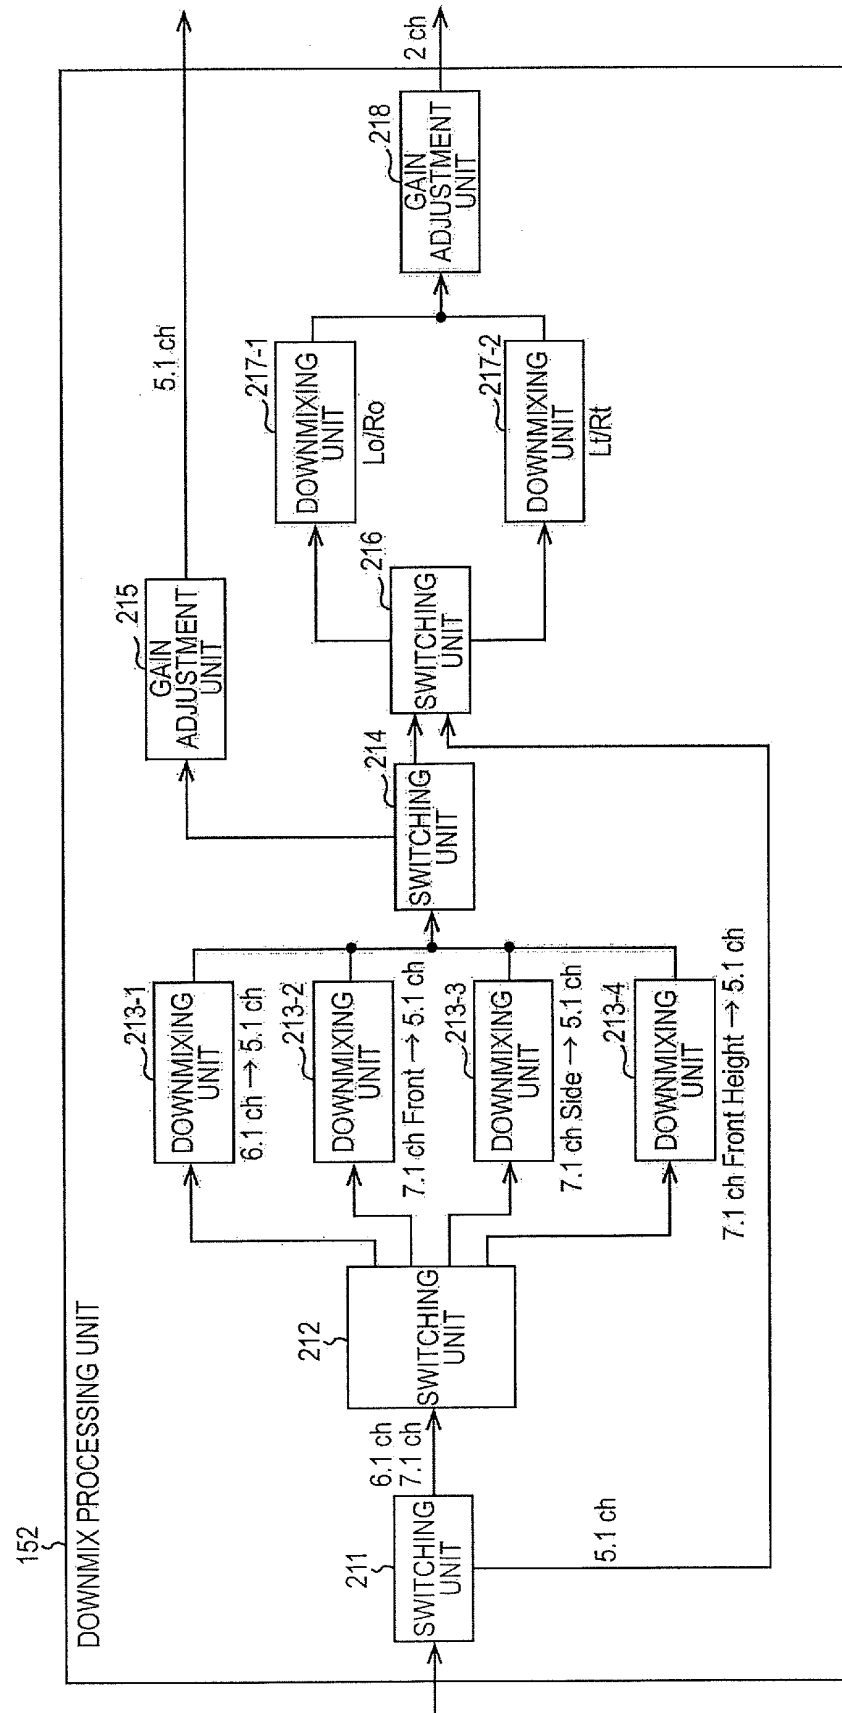 152
DOWNMIX PROCESSING UNIT
211
SWITCHING
UNIT
6.1 ch
7.1 ch
5.1 ch
212
SWITCHING
UNIT
213-1
DOWNMIXING
UNIT
6.1 ch → 5.1 ch
213-2
DOWNMIXING
UNIT
7.1 ch Front → 5.1 ch
213-3
DOWNMIXING
UNIT
7.1 ch Side → 5.1 ch
213-4
DOWNMIXING
UNIT
7.1 ch Front Height → 5.1 ch
214
SWITCHING
UNIT
215
GAIN
ADJUSTMENT
UNIT
5.1 ch
216
SWITCHING
UNIT
217-1
DOWNMIXING
UNIT
Lo/Ro
217-2
DOWNMIXING
UNIT
Lt/Rt
218
GAIN
ADJUSTMENT
UNIT
2 ch